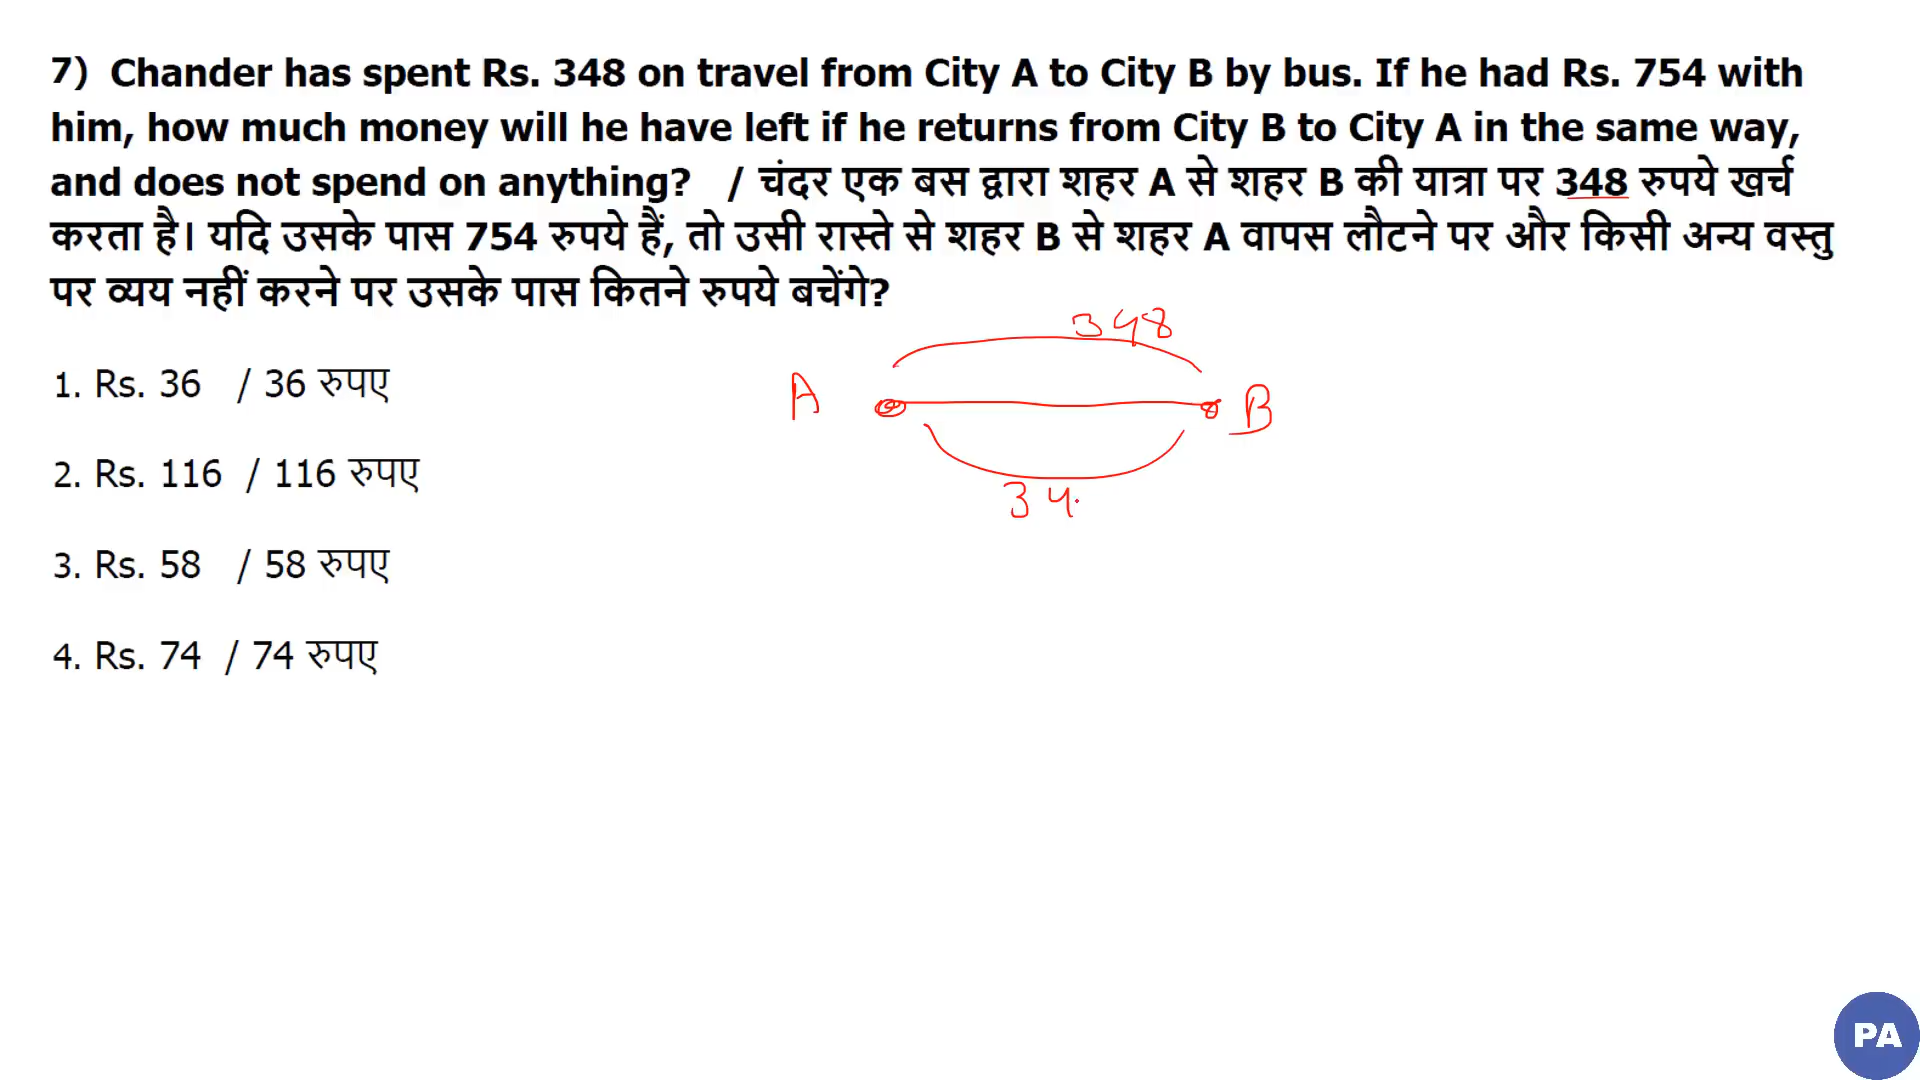 7) Chander has spent Rs. 348 on travel from City A to City B by bus. If he had Rs. 754 with
him, how much money will he have left if he returns from City B to City A in the same way,
and does not spend on anything? / चंदर एक बस द्वारा शहर A से शहर B की यात्रा पर 348 रुपये खर्च
करता है। यदि उसके पास 754 रुपये हैं, तो उसी रास्ते से शहर B से शहर A वापस लौटने पर और किसी अन्य वस्तु
पर व्यय नहीं करने पर उसके पास कितने रुपये बचेंगे?
348
1. Rs. 36 / 36 रुपए
A B
2. Rs. 116 / 116 रुपए
34
3. Rs. 58 / 58 रुपए
4. Rs. 74 / 74 रुपए
PA